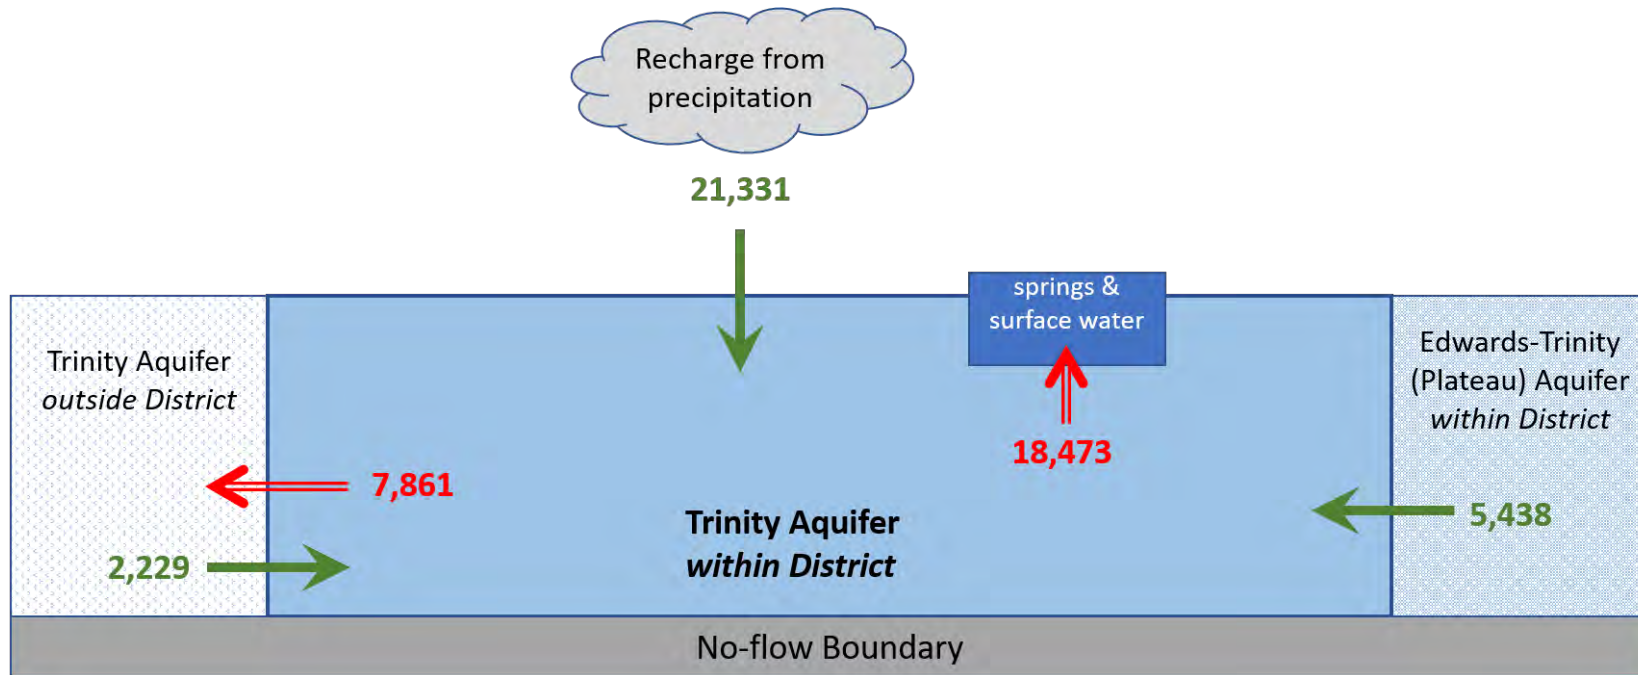 Recharge from
precipitation
21,331
springs &
surface water
Trinity Aquifer
outside District
Edwards-Trinity
(Plateau) Aquifer
within District
18,473
7,861
5,438
Trinity Aquifer
within District
2,229
No-flow Boundary